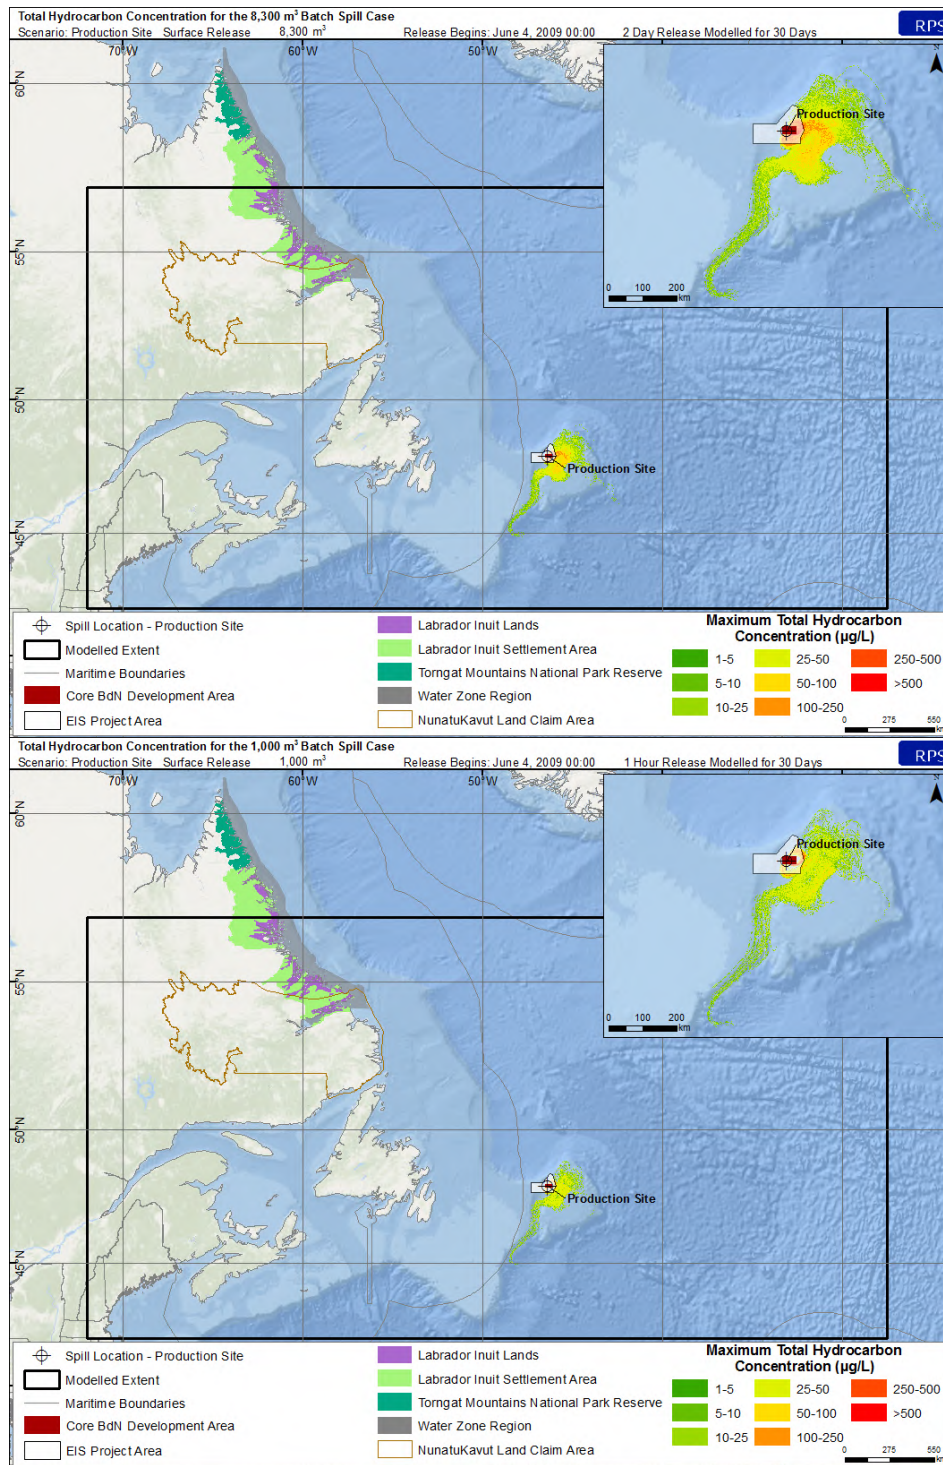 Total Hydrocarbon Concentration for the 8,300 m³ Batch Spill Case
Scenario: Production Site Surface Release 8,300 m³ Release Begins: June 4, 2009 00:00 2 Day Release Modelled for 30 Days
RPS
70°W 60°W 50°W
N
60°N
Production Site
0 100 200
km
55°N
50°N
Production Site
45°N
Spill Location - Production Site
Modelled Extent
Maritime Boundaries
Core BdN Development Area
EIS Project Area
Labrador Inuit Lands
Labrador Inuit Settlement Area
Torngat Mountains National Park Reserve
Water Zone Region
NunatuKavut Land Claim Area
Maximum Total Hydrocarbon
Concentration (µg/L)
1-5 25-50 250-500
5-10 50-100 >500
10-25 100-250
0 275 550
km
Total Hydrocarbon Concentration for the 1,000 m³ Batch Spill Case
Scenario: Production Site Surface Release 1,000 m³ Release Begins: June 4, 2009 00:00 1 Hour Release Modelled for 30 Days
RPS
70°W 60°W 50°W
N
60°N
Production Site
0 100 200
km
55°N
50°N
Production Site
45°N
Spill Location - Production Site
Modelled Extent
Maritime Boundaries
Core BdN Development Area
EIS Project Area
Labrador Inuit Lands
Labrador Inuit Settlement Area
Torngat Mountains National Park Reserve
Water Zone Region
NunatuKavut Land Claim Area
Maximum Total Hydrocarbon
Concentration (µg/L)
1-5 25-50 250-500
5-10 50-100 >500
10-25 100-250
0 275 550
km